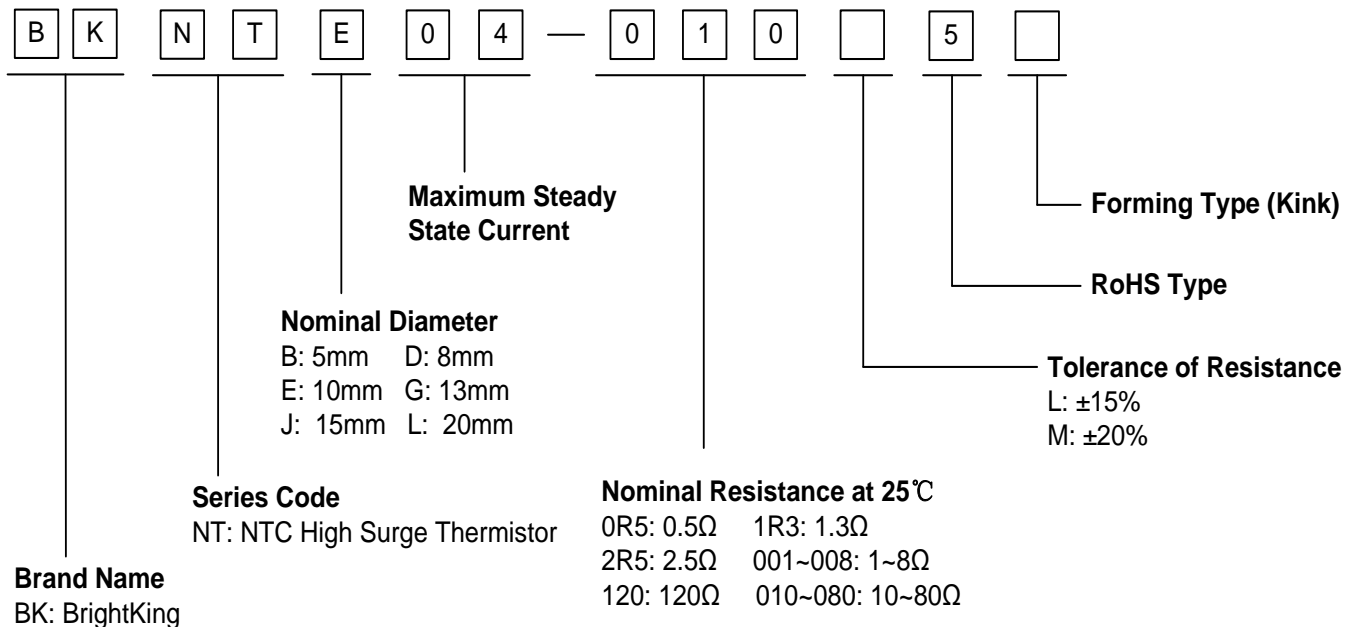 B K N T E 0 4 — 0 1 0 5
Maximum Steady
State Current
Forming Type (Kink)
RoHS Type
Nominal Diameter
B: 5mm D: 8mm
E: 10mm G: 13mm
J: 15mm L: 20mm
Tolerance of Resistance
L: ±15%
M: ±20%
Series Code
NT: NTC High Surge Thermistor
Nominal Resistance at 25℃
0R5: 0.5Ω 1R3: 1.3Ω
2R5: 2.5Ω 001~008: 1~8Ω
120: 120Ω 010~080: 10~80Ω
Brand Name
BK: BrightKing